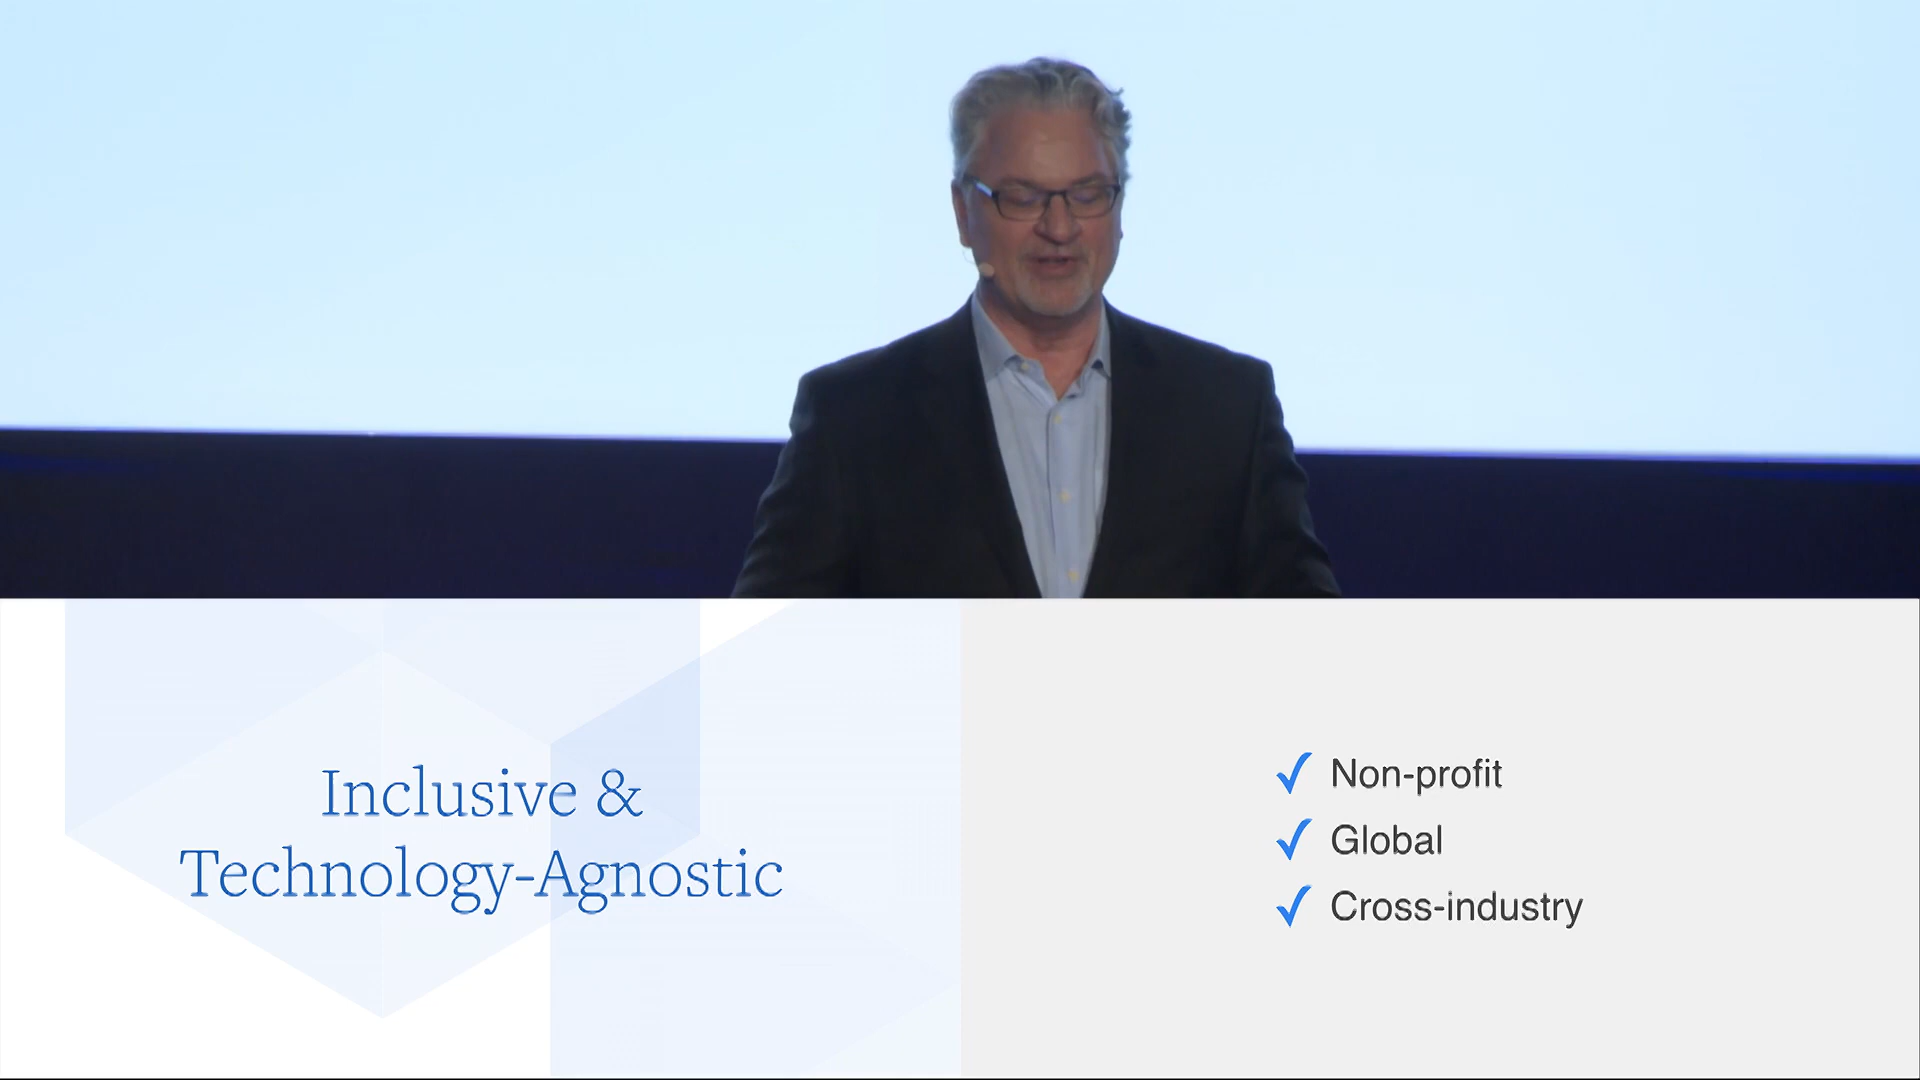 Inclusive &
Technology-Agnostic
✓ Non-profit
✓ Global
✓ Cross-industry